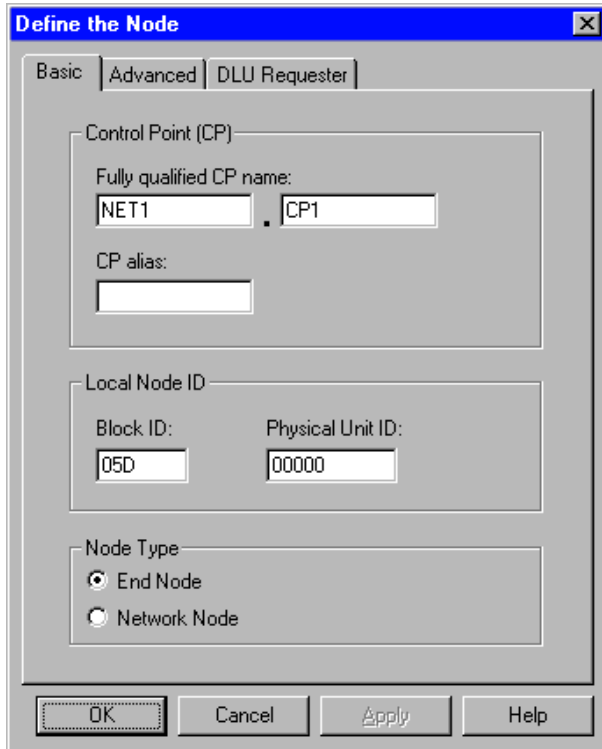 Define the Node
Basic Advanced DLU Requester
Control Point (CP)
Fully qualified CP name:
NET1 . CP1
CP alias:
Local Node ID
Block ID: Physical Unit ID:
05D 00000
Node Type
End Node
Network Node
OK Cancel Apply Help